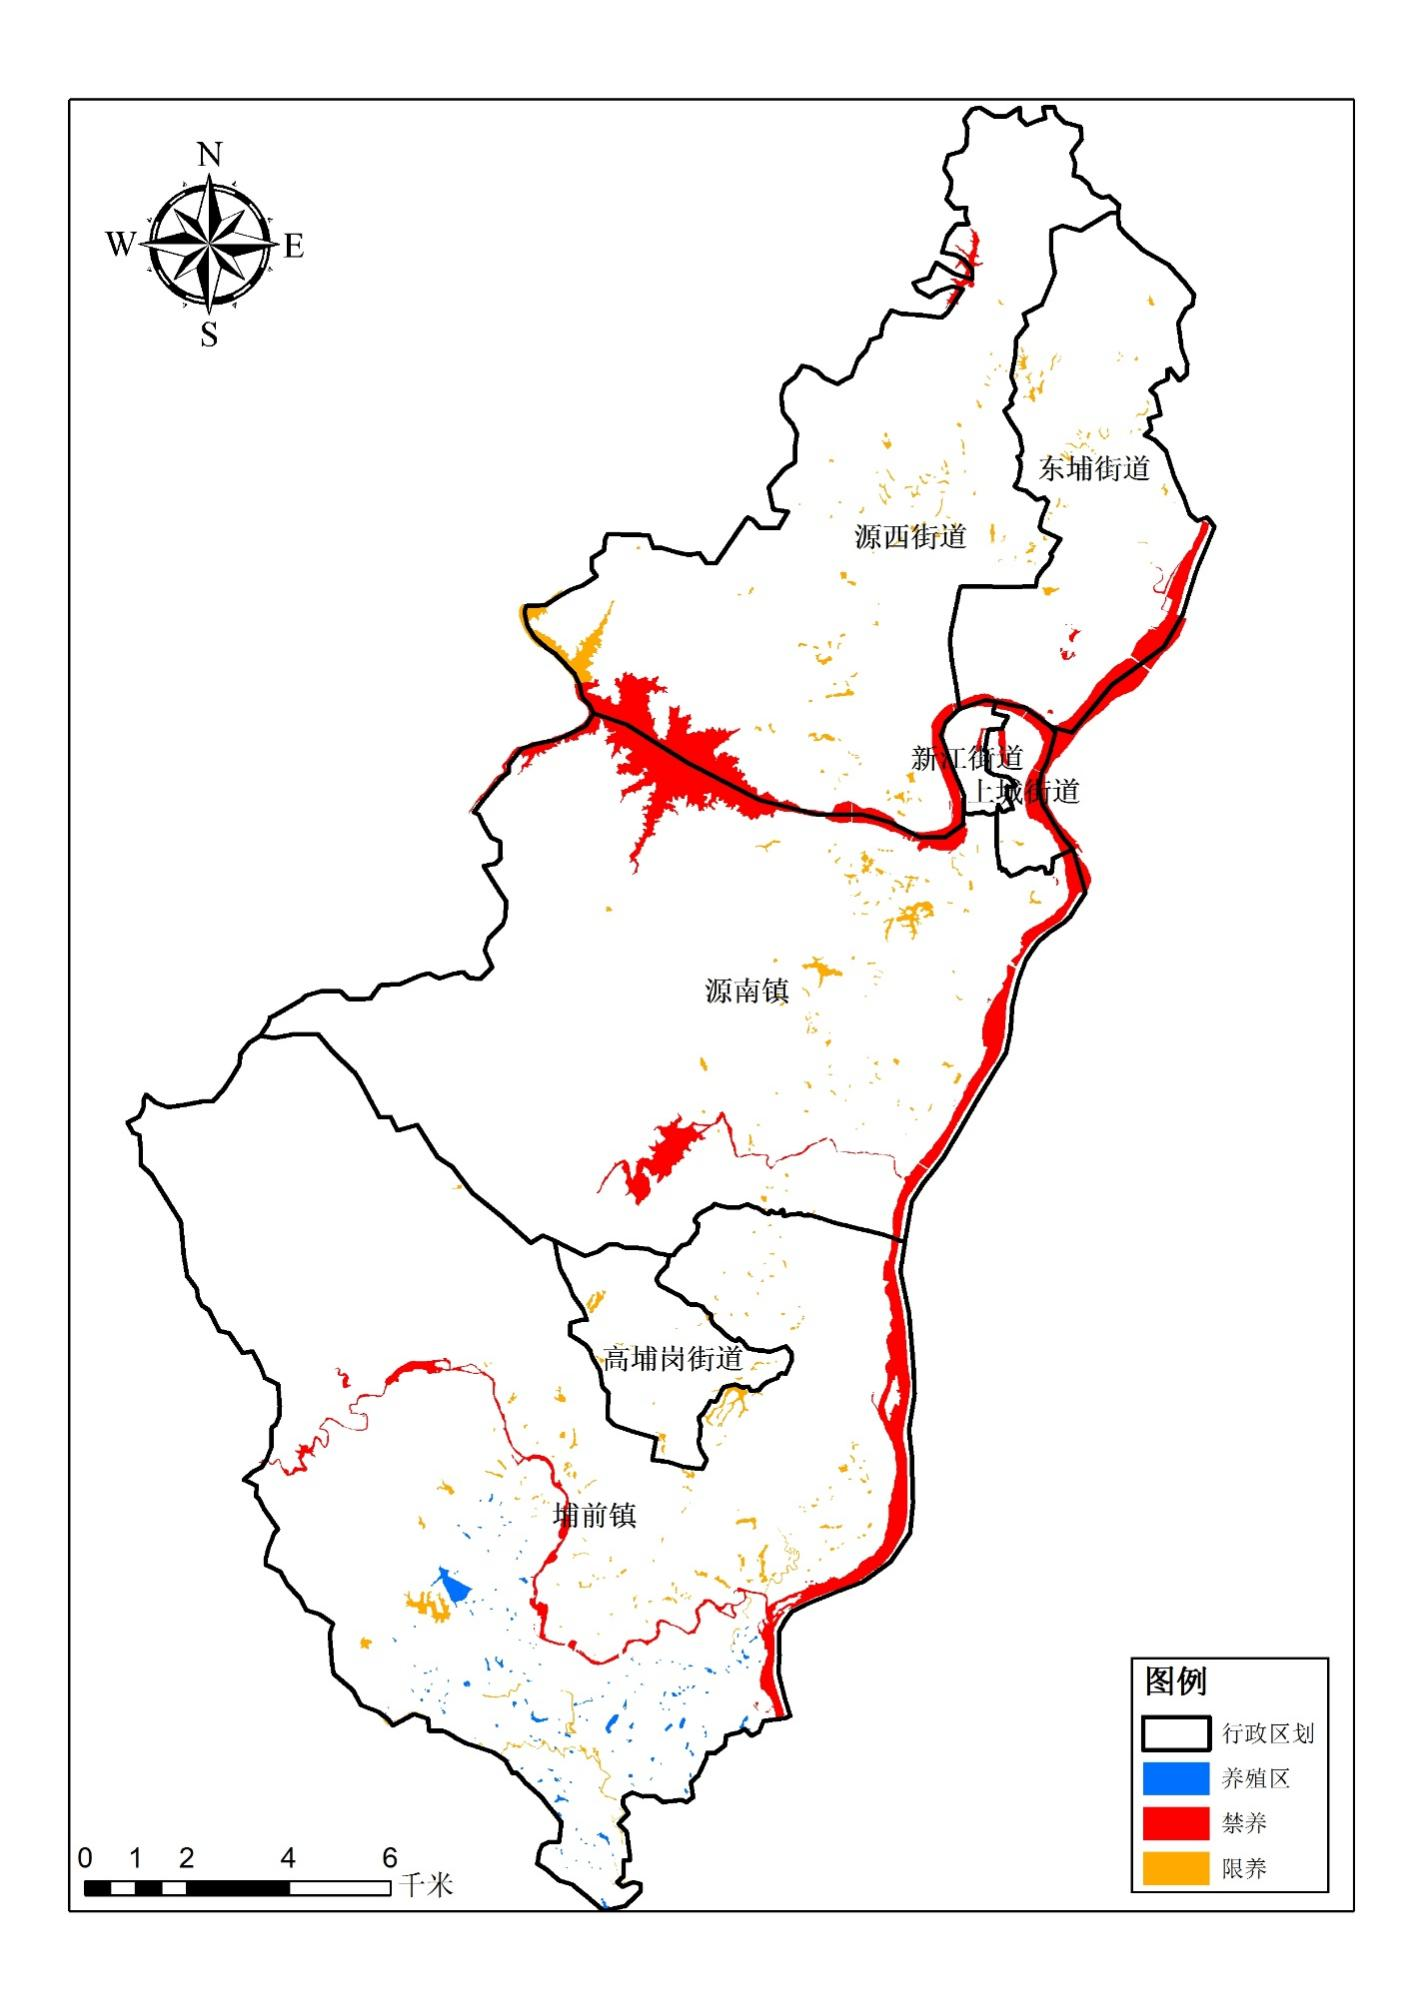 N
W
E
S
东埔街道
源西街道
新江街道
上城街道
源南镇
高埔岗街道
埔前镇
图例
行政区划
养殖区
禁养
限养
0 1 2 4 6
千米